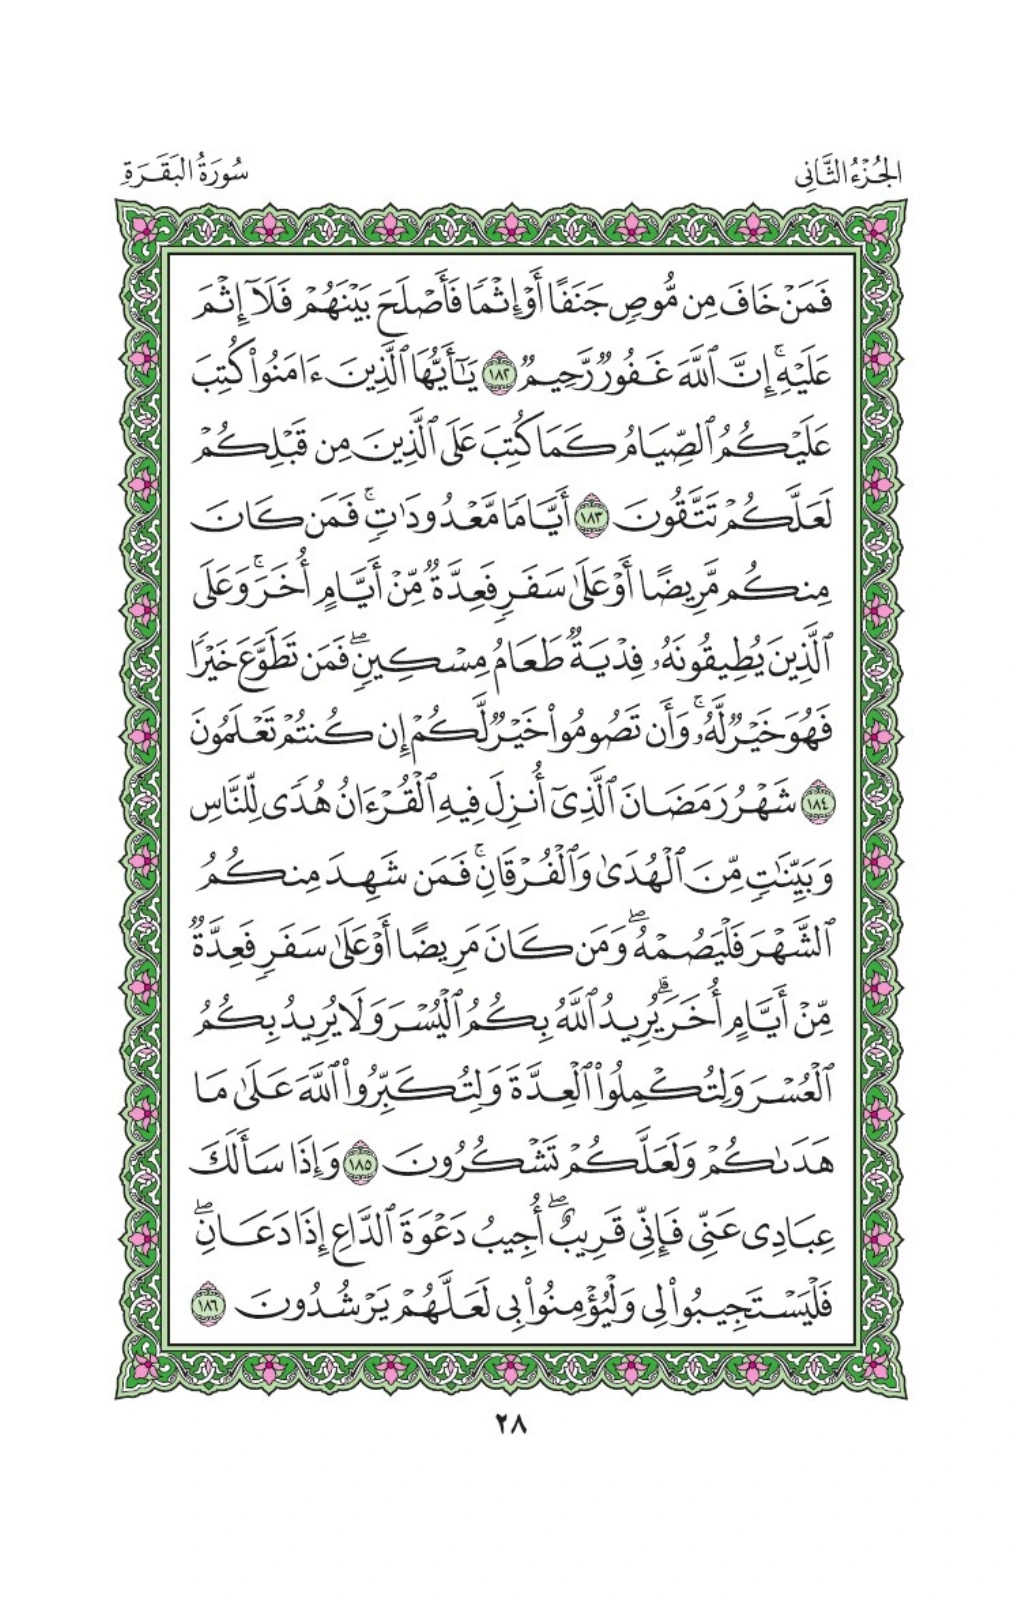 الجُزْءُ الثَّانِي
سُورَةُ البَقَرَةِ
فَمَنْ خَافَ مِن مُّوصٍ جَنَفًا أَوْ إِثْمًا فَأَصْلَحَ بَيْنَهُمْ فَلَآ إِثْمَ
عَلَيْهِ ۚ إِنَّ ٱللَّهَ غَفُورٌ رَّحِيمٌ ١٨٢ يَـٰٓأَيُّهَا ٱلَّذِينَ ءَامَنُوا۟ كُتِبَ
عَلَيْكُمُ ٱلصِّيَامُ كَمَا كُتِبَ عَلَى ٱلَّذِينَ مِن قَبْلِكُمْ
لَعَلَّكُمْ تَتَّقُونَ ١٨٣ أَيَّامًا مَّعْدُودَٰتٍ ۚ فَمَن كَانَ
مِنكُم مَّرِيضًا أَوْ عَلَىٰ سَفَرٍ فَعِدَّةٌ مِّنْ أَيَّامٍ أُخَرَ ۚ وَعَلَى
ٱلَّذِينَ يُطِيقُونَهُۥ فِدْيَةٌ طَعَامُ مِسْكِينٍ ۖ فَمَن تَطَوَّعَ خَيْرًا
فَهُوَ خَيْرٌ لَّهُۥ ۚ وَأَن تَصُومُوا۟ خَيْرٌ لَّكُمْ إِن كُنتُمْ تَعْلَمُونَ
١٨٤ شَهْرُ رَمَضَانَ ٱلَّذِىٓ أُنزِلَ فِيهِ ٱلْقُرْءَانُ هُدًى لِّلنَّاسِ
وَبَيِّنَـٰتٍ مِّنَ ٱلْهُدَىٰ وَٱلْفُرْقَانِ ۚ فَمَن شَهِدَ مِنكُمُ
ٱلشَّهْرَ فَلْيَصُمْهُ ۖ وَمَن كَانَ مَرِيضًا أَوْ عَلَىٰ سَفَرٍ فَعِدَّةٌ
مِّنْ أَيَّامٍ أُخَرَ ۗ يُرِيدُ ٱللَّهُ بِكُمُ ٱلْيُسْرَ وَلَا يُرِيدُ بِكُمُ
ٱلْعُسْرَ وَلِتُكْمِلُوا۟ ٱلْعِدَّةَ وَلِتُكَبِّرُوا۟ ٱللَّهَ عَلَىٰ مَا
هَدَىٰكُمْ وَلَعَلَّكُمْ تَشْكُرُونَ ١٨٥ وَإِذَا سَأَلَكَ
عِبَادِى عَنِّى فَإِنِّى قَرِيبٌ ۖ أُجِيبُ دَعْوَةَ ٱلدَّاعِ إِذَا دَعَانِ ۖ
فَلْيَسْتَجِيبُوا۟ لِى وَلْيُؤْمِنُوا۟ بِى لَعَلَّهُمْ يَرْشُدُونَ ١٨٦
٢٨